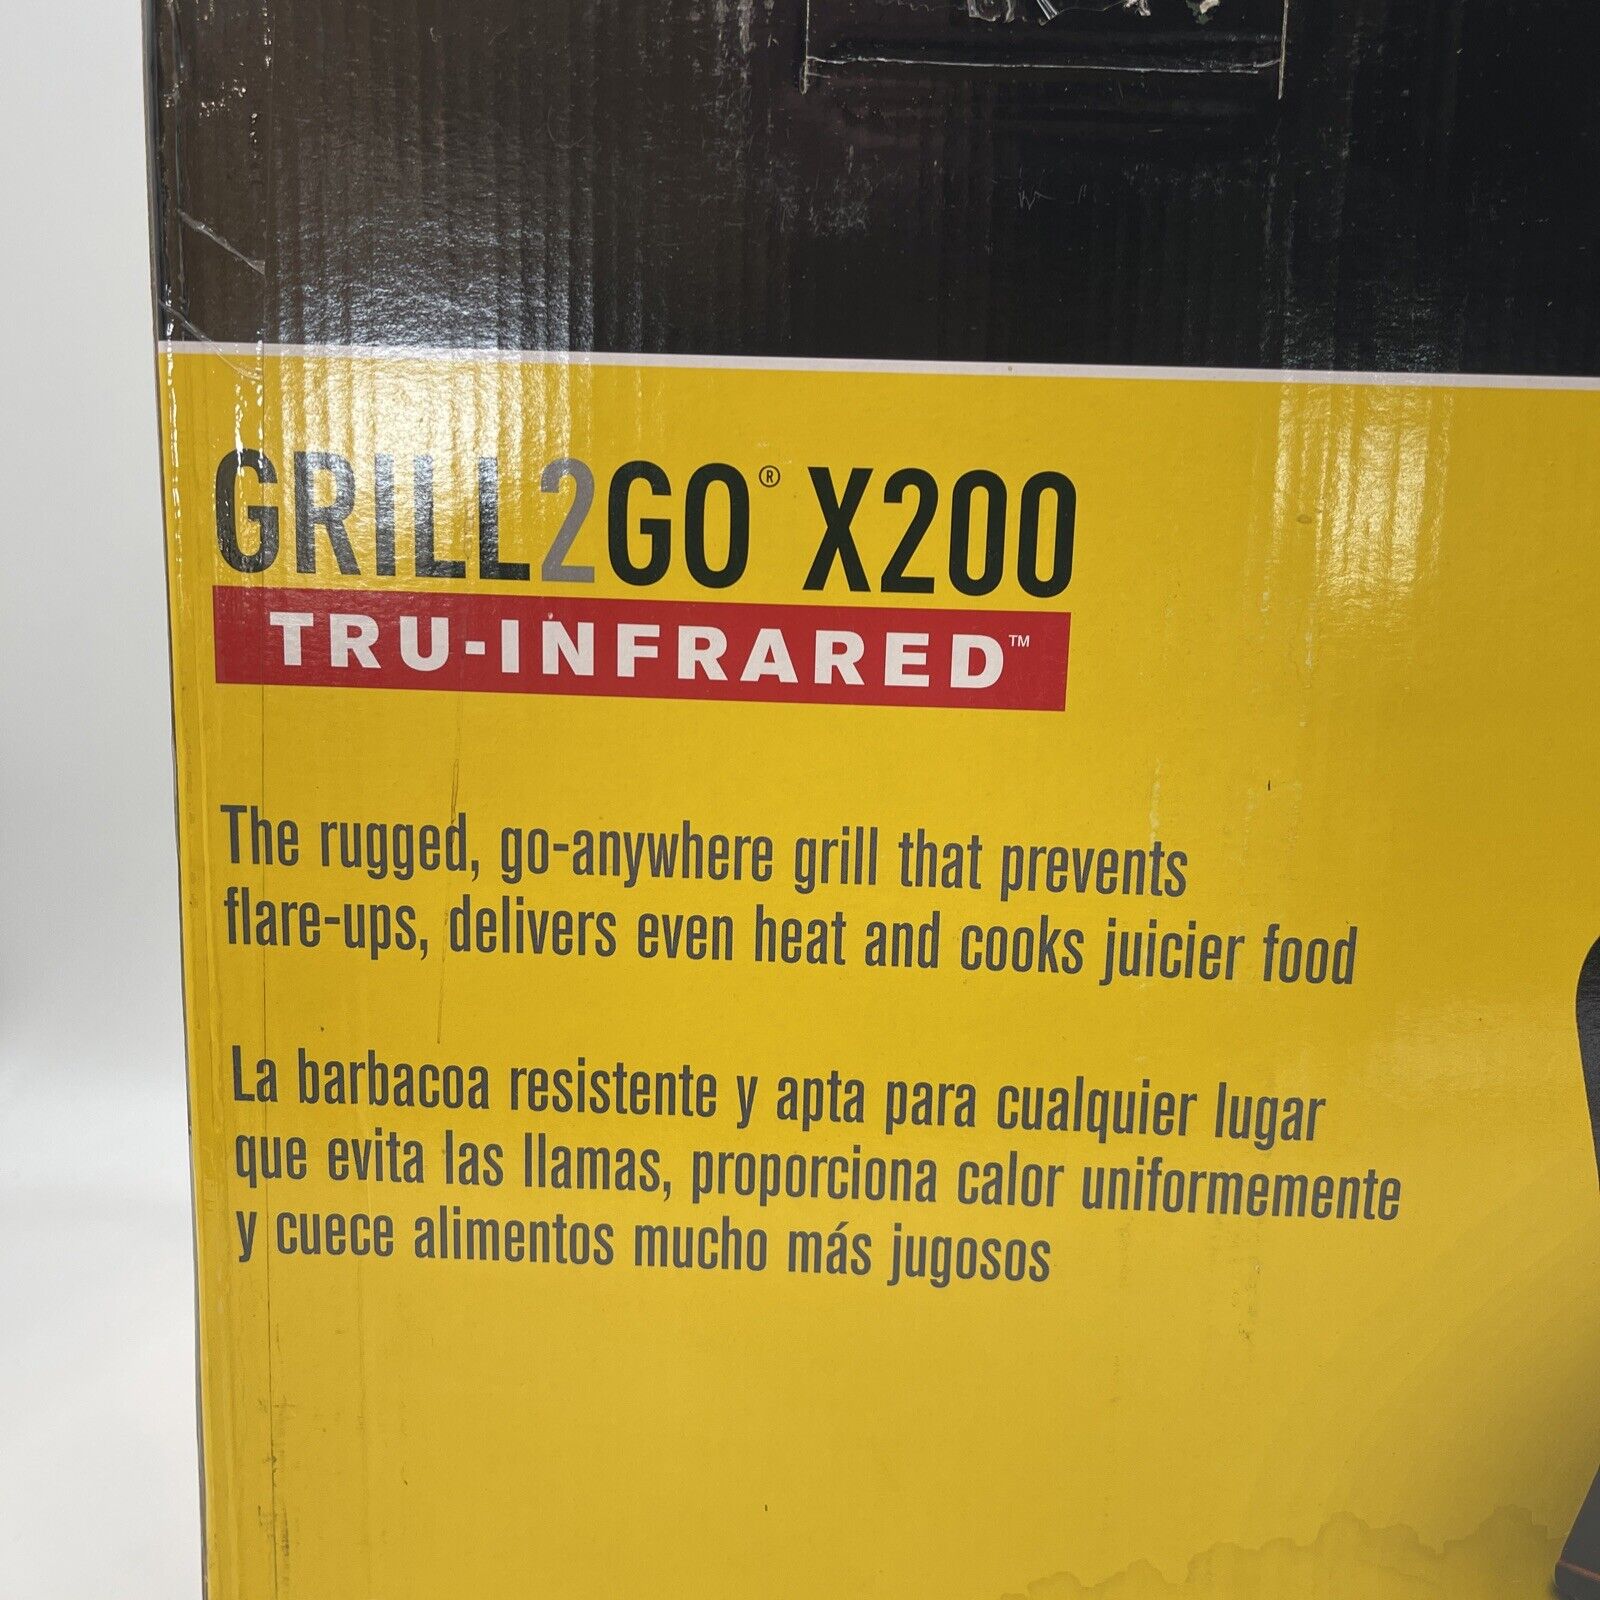 GRILL2GO® X200
TRU-INFRARED™
The rugged, go-anywhere grill that prevents
flare-ups, delivers even heat and cooks juicier food
La barbacoa resistente y apta para cualquier lugar
que evita las llamas, proporciona calor uniformemente
y cuece alimentos mucho más jugosos